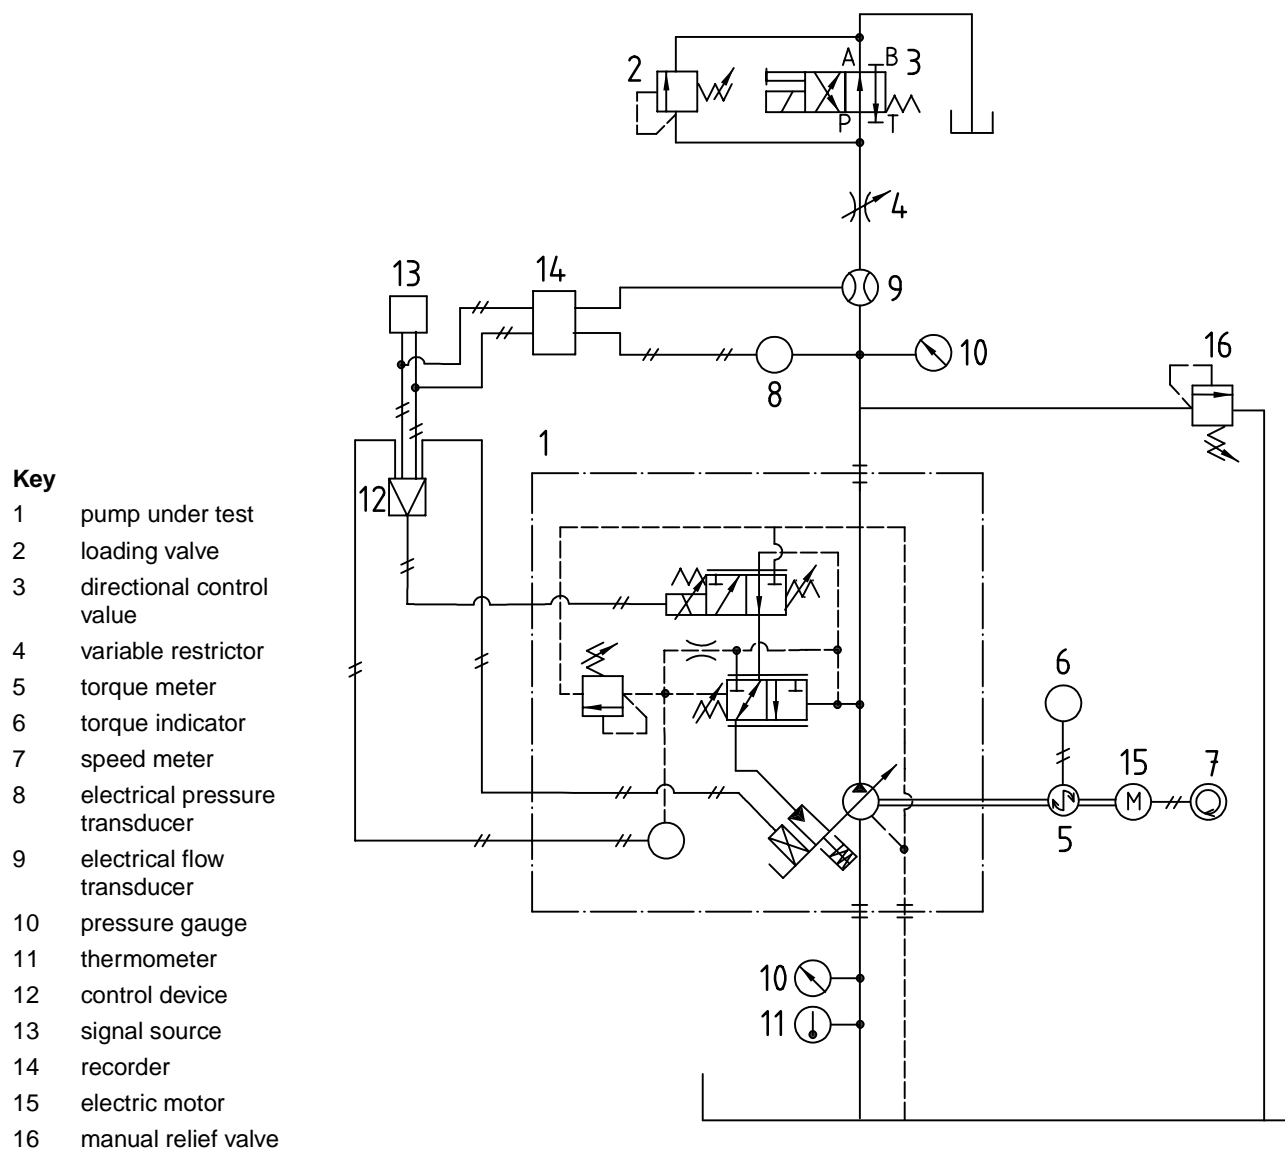 2
A
B
3
P
T
4
13
14
9
10
16
8
1
12
6
15
7
M
5
10
11
Key
1 pump under test
2 loading valve
3 directional control
value
4 variable restrictor
5 torque meter
6 torque indicator
7 speed meter
8 electrical pressure
transducer
9 electrical flow
transducer
10 pressure gauge
11 thermometer
12 control device
13 signal source
14 recorder
15 electric motor
16 manual relief valve